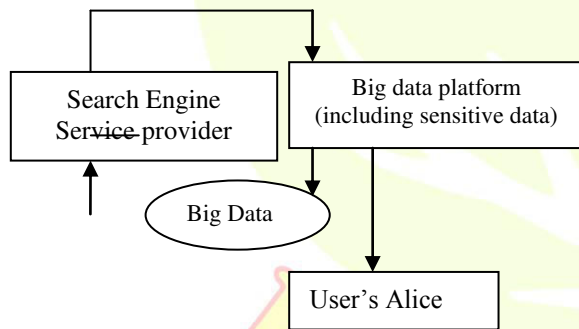 Search Engine
Service provider
Big data platform
(including sensitive data)
Big Data
User's Alice